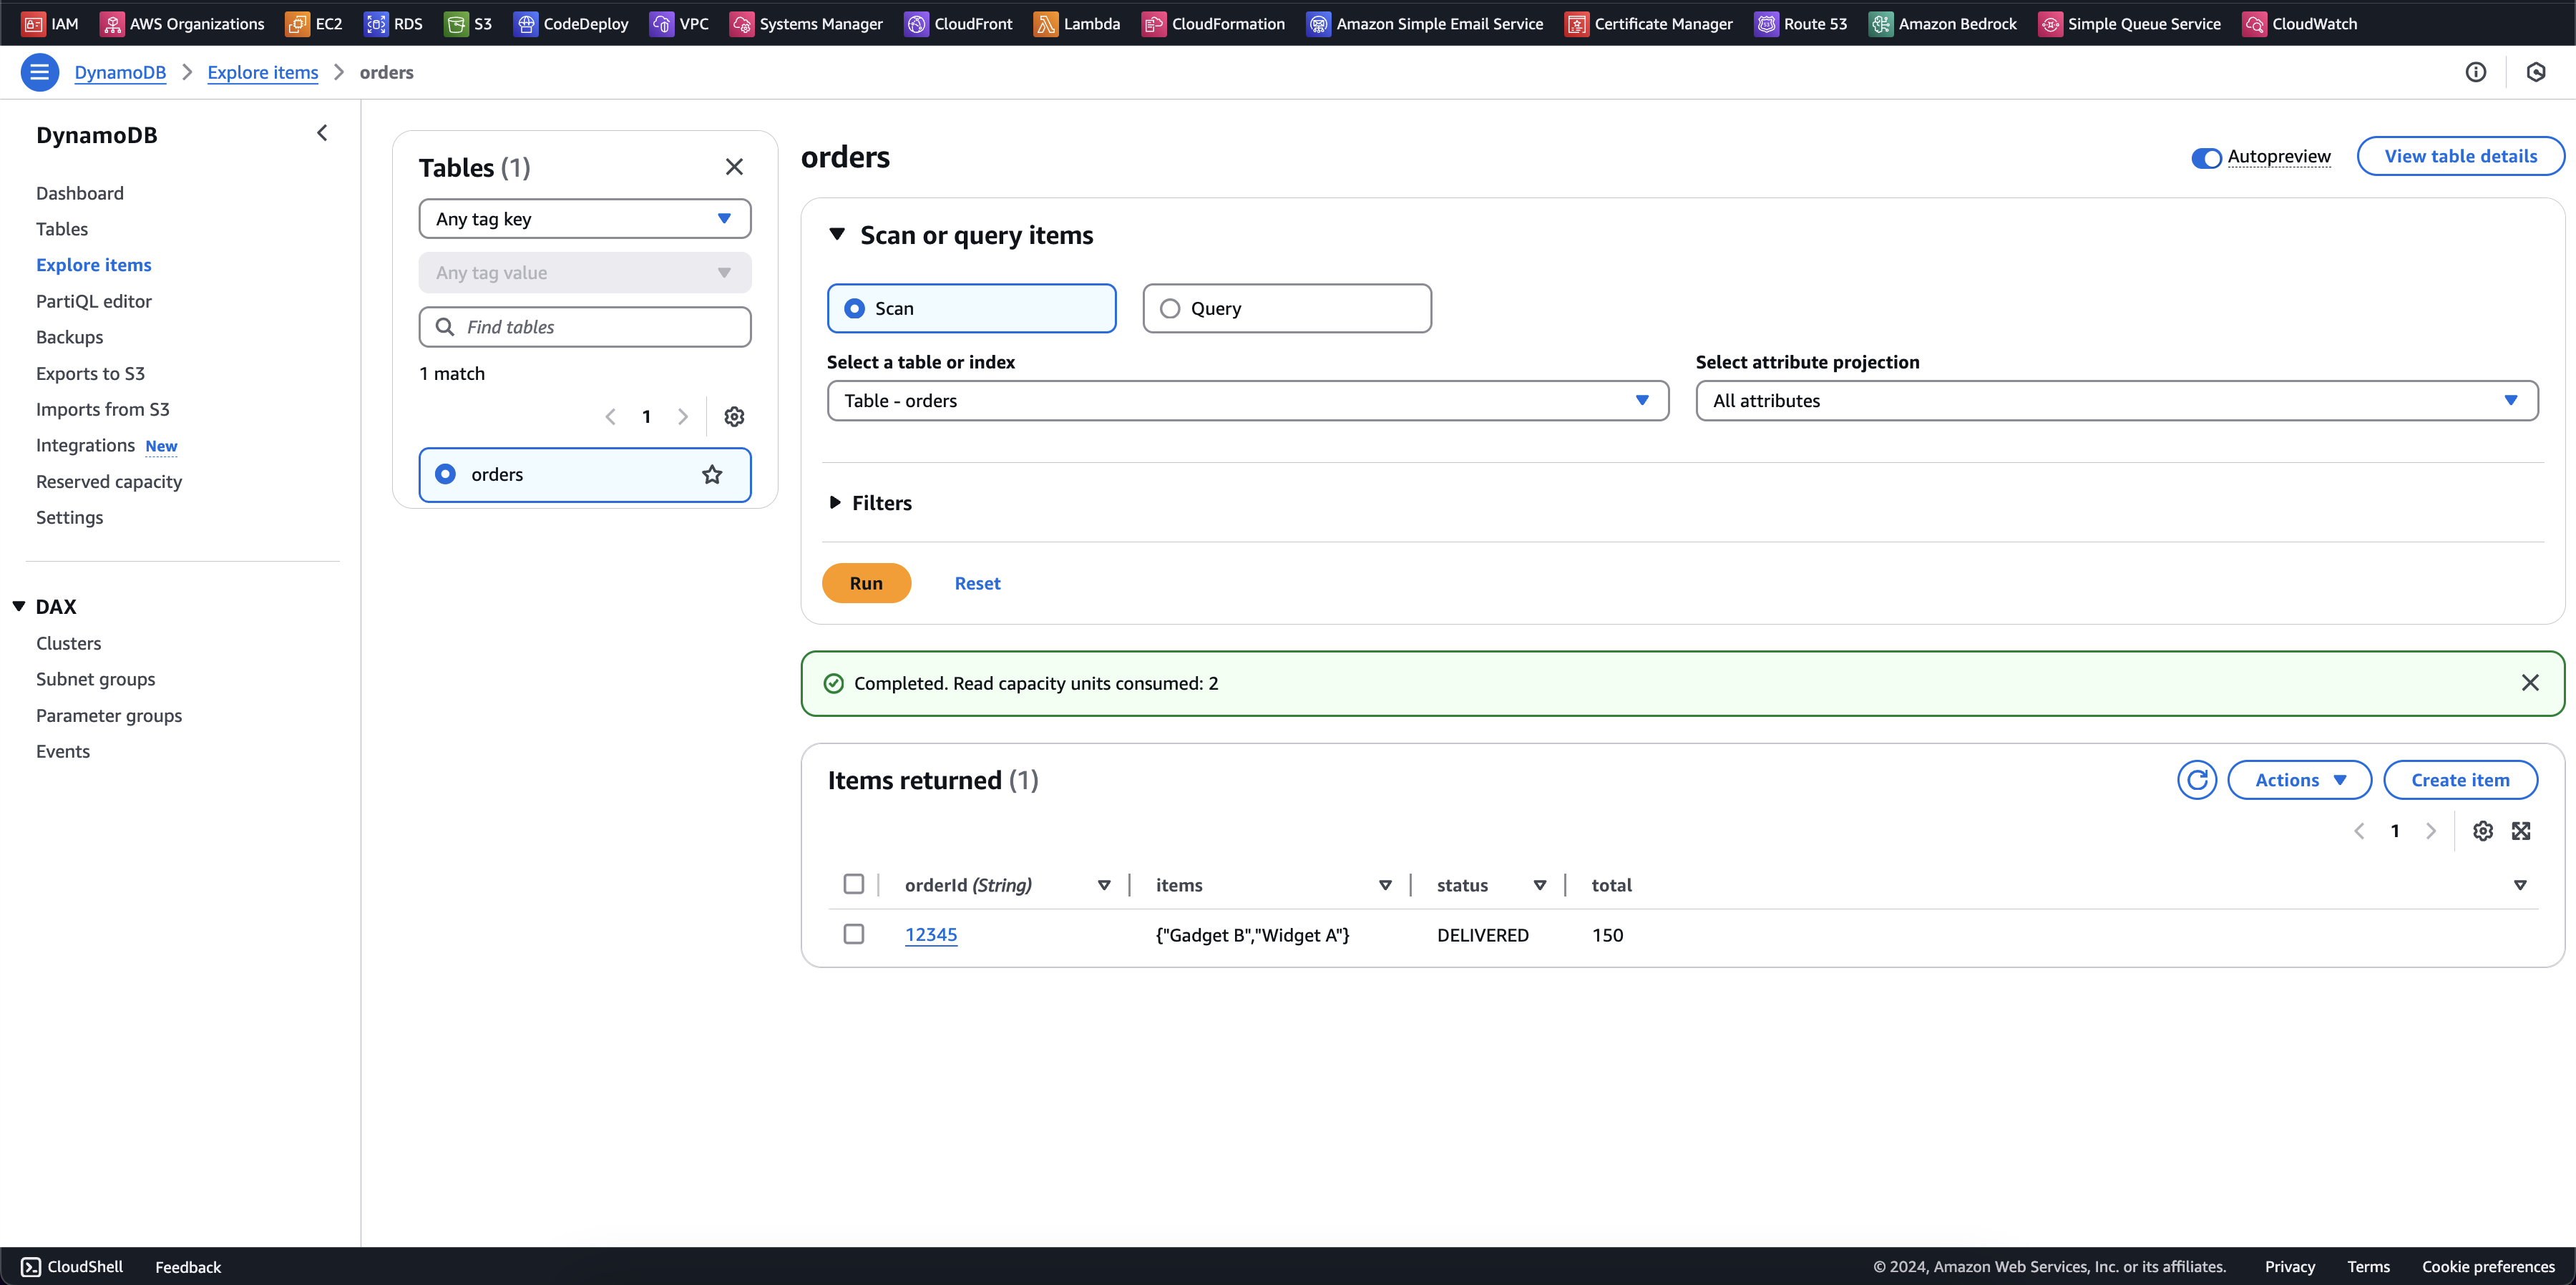 IAM AWS Organizations EC2 RDS S3 CodeDeploy VPC Systems Manager CloudFront Lambda CloudFormation Amazon Simple Email Service Certificate Manager Route 53 Amazon Bedrock Simple Queue Service CloudWatch
DynamoDB Explore items orders
DynamoDB
Dashboard
Tables
Explore items
PartiQL editor
Backups
Exports to S3
Imports from S3
Integrations New
Reserved capacity
Settings
DAX
Clusters
Subnet groups
Parameter groups
Events
Tables (1)
Any tag key
Any tag value
Find tables
1 match
1
orders
orders
Autopreview View table details
Scan or query items
Scan Query
Select a table or index Select attribute projection
Table - orders All attributes
Filters
Run Reset
Completed. Read capacity units consumed: 2
Items returned (1)
Actions Create item
1
orderId (String) items status total
12345 {"Gadget B","Widget A"} DELIVERED 150
CloudShell Feedback © 2024, Amazon Web Services, Inc. or its affiliates. Privacy Terms Cookie preferences